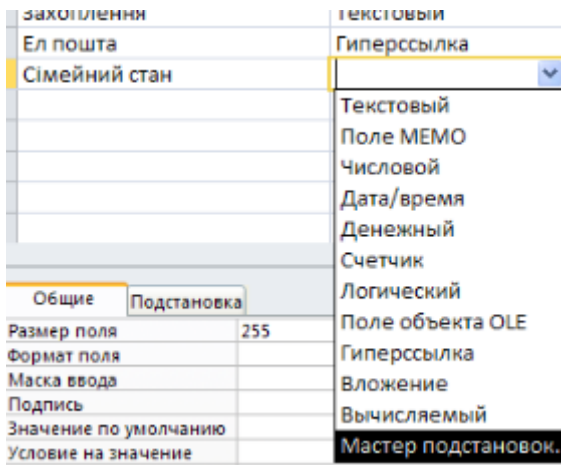 Захоплення Текстовый
Ел пошта Гиперссылка
Сімейний стан
Текстовый
Поле МЕМО
Числовой
Дата/время
Денежный
Счетчик
Логический
Поле объекта OLE
Гиперссылка
Вложение
Вычисляемый
Мастер подстановок.
Общие Подстановка
Размер поля 255
Формат поля
Маска ввода
Подпись
Значение по умолчанию
Условие на значение